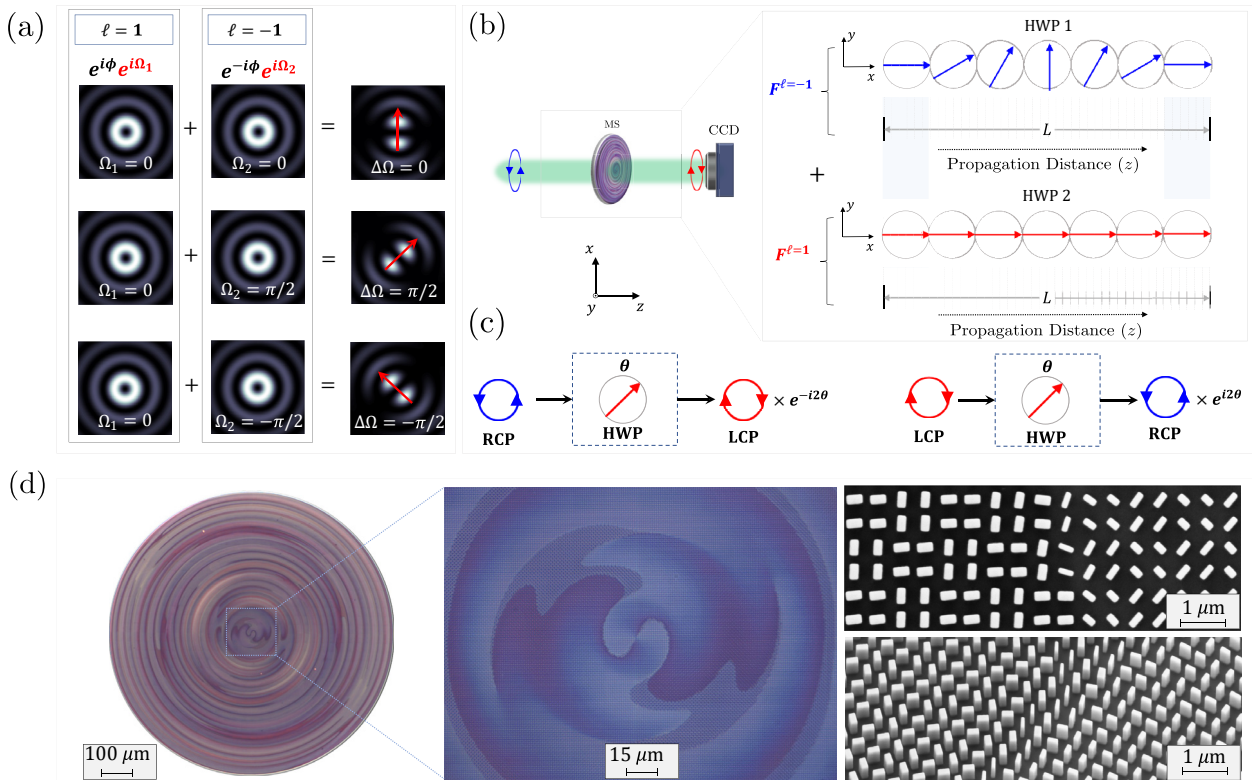 (a)
ℓ = 1
ℓ = −1
e^{iϕ}e^{iΩ₁}
e^{−iϕ}e^{iΩ₂}
+
=
Ω₁ = 0
Ω₂ = 0
ΔΩ = 0
+
=
Ω₁ = 0
Ω₂ = π/2
ΔΩ = π/2
+
=
Ω₁ = 0
Ω₂ = −π/2
ΔΩ = −π/2
(b)
MS
CCD
x
y
z
HWP 1
y
x
F^{ℓ=−1}
L
Propagation Distance (z)
+
HWP 2
y
x
F^{ℓ=1}
L
Propagation Distance (z)
(c)
RCP
θ
HWP
LCP
× e^{−i2θ}
LCP
θ
HWP
RCP
× e^{i2θ}
(d)
100 μm
15 μm
1 μm
1 μm